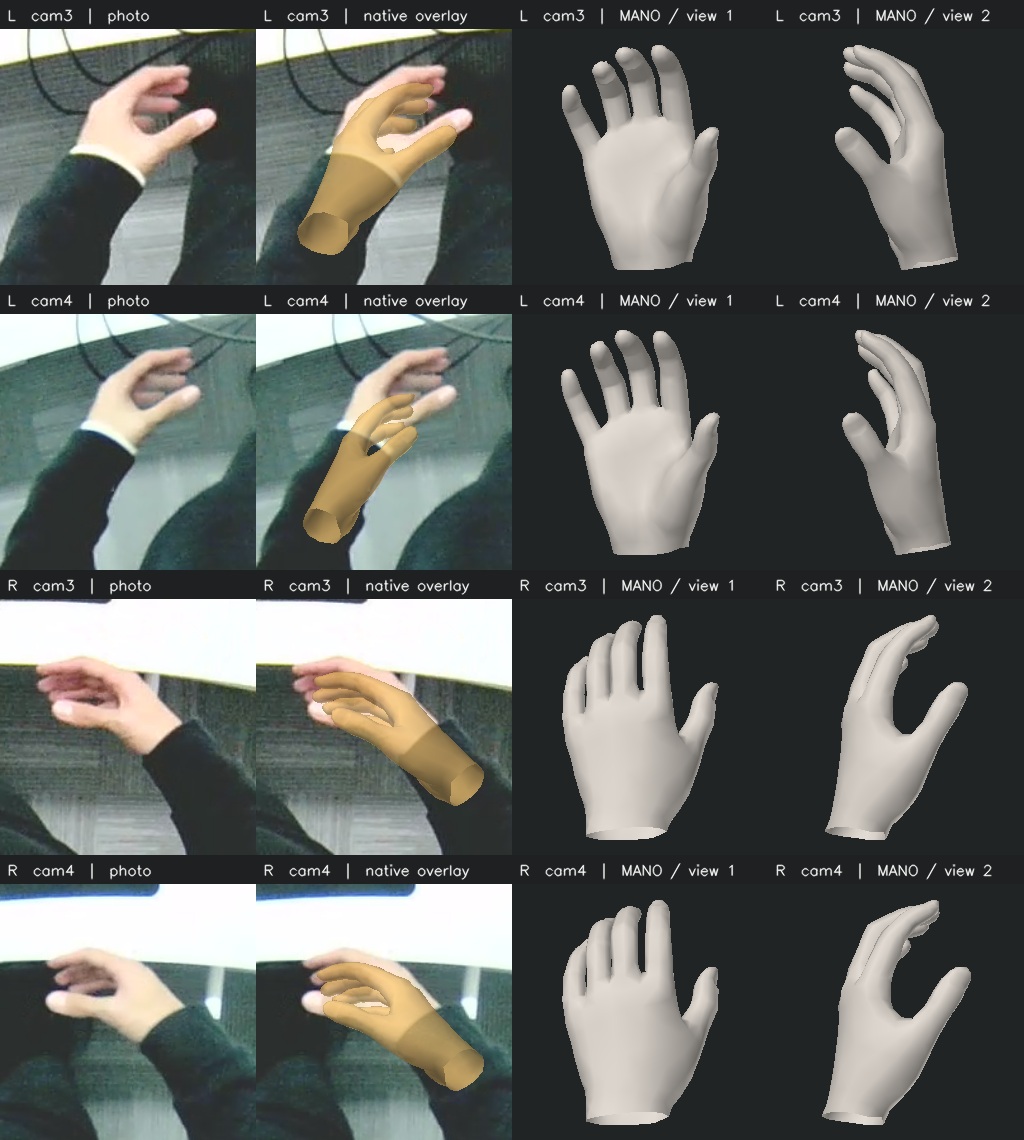 L cam3 | photo
L cam3 | native overlay
L cam3 | MANO / view 1
L cam3 | MANO / view 2
L cam4 | photo
L cam4 | native overlay
L cam4 | MANO / view 1
L cam4 | MANO / view 2
R cam3 | photo
R cam3 | native overlay
R cam3 | MANO / view 1
R cam3 | MANO / view 2
R cam4 | photo
R cam4 | native overlay
R cam4 | MANO / view 1
R cam4 | MANO / view 2